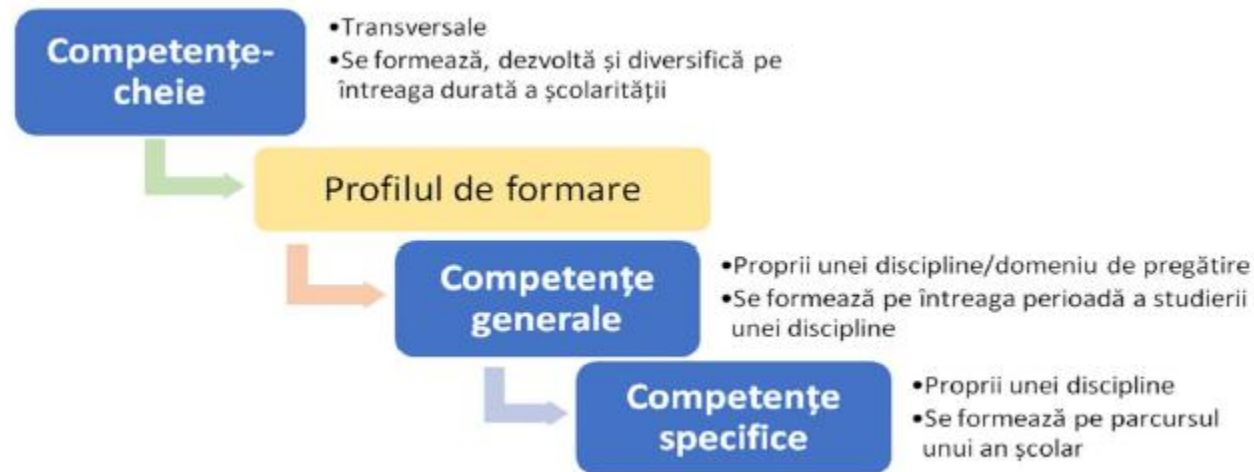 Competențe-
cheie
•Transversale
•Se formează, dezvoltă și diversifică pe
întreaga durată a școlarității
Profilul de formare
Competențe
generale
•Proprii unei discipline/domeniu de pregătire
•Se formează pe întreaga perioadă a studierii
unei discipline
Competențe
specifice
•Proprii unei discipline
•Se formează pe parcursul
unui an școlar